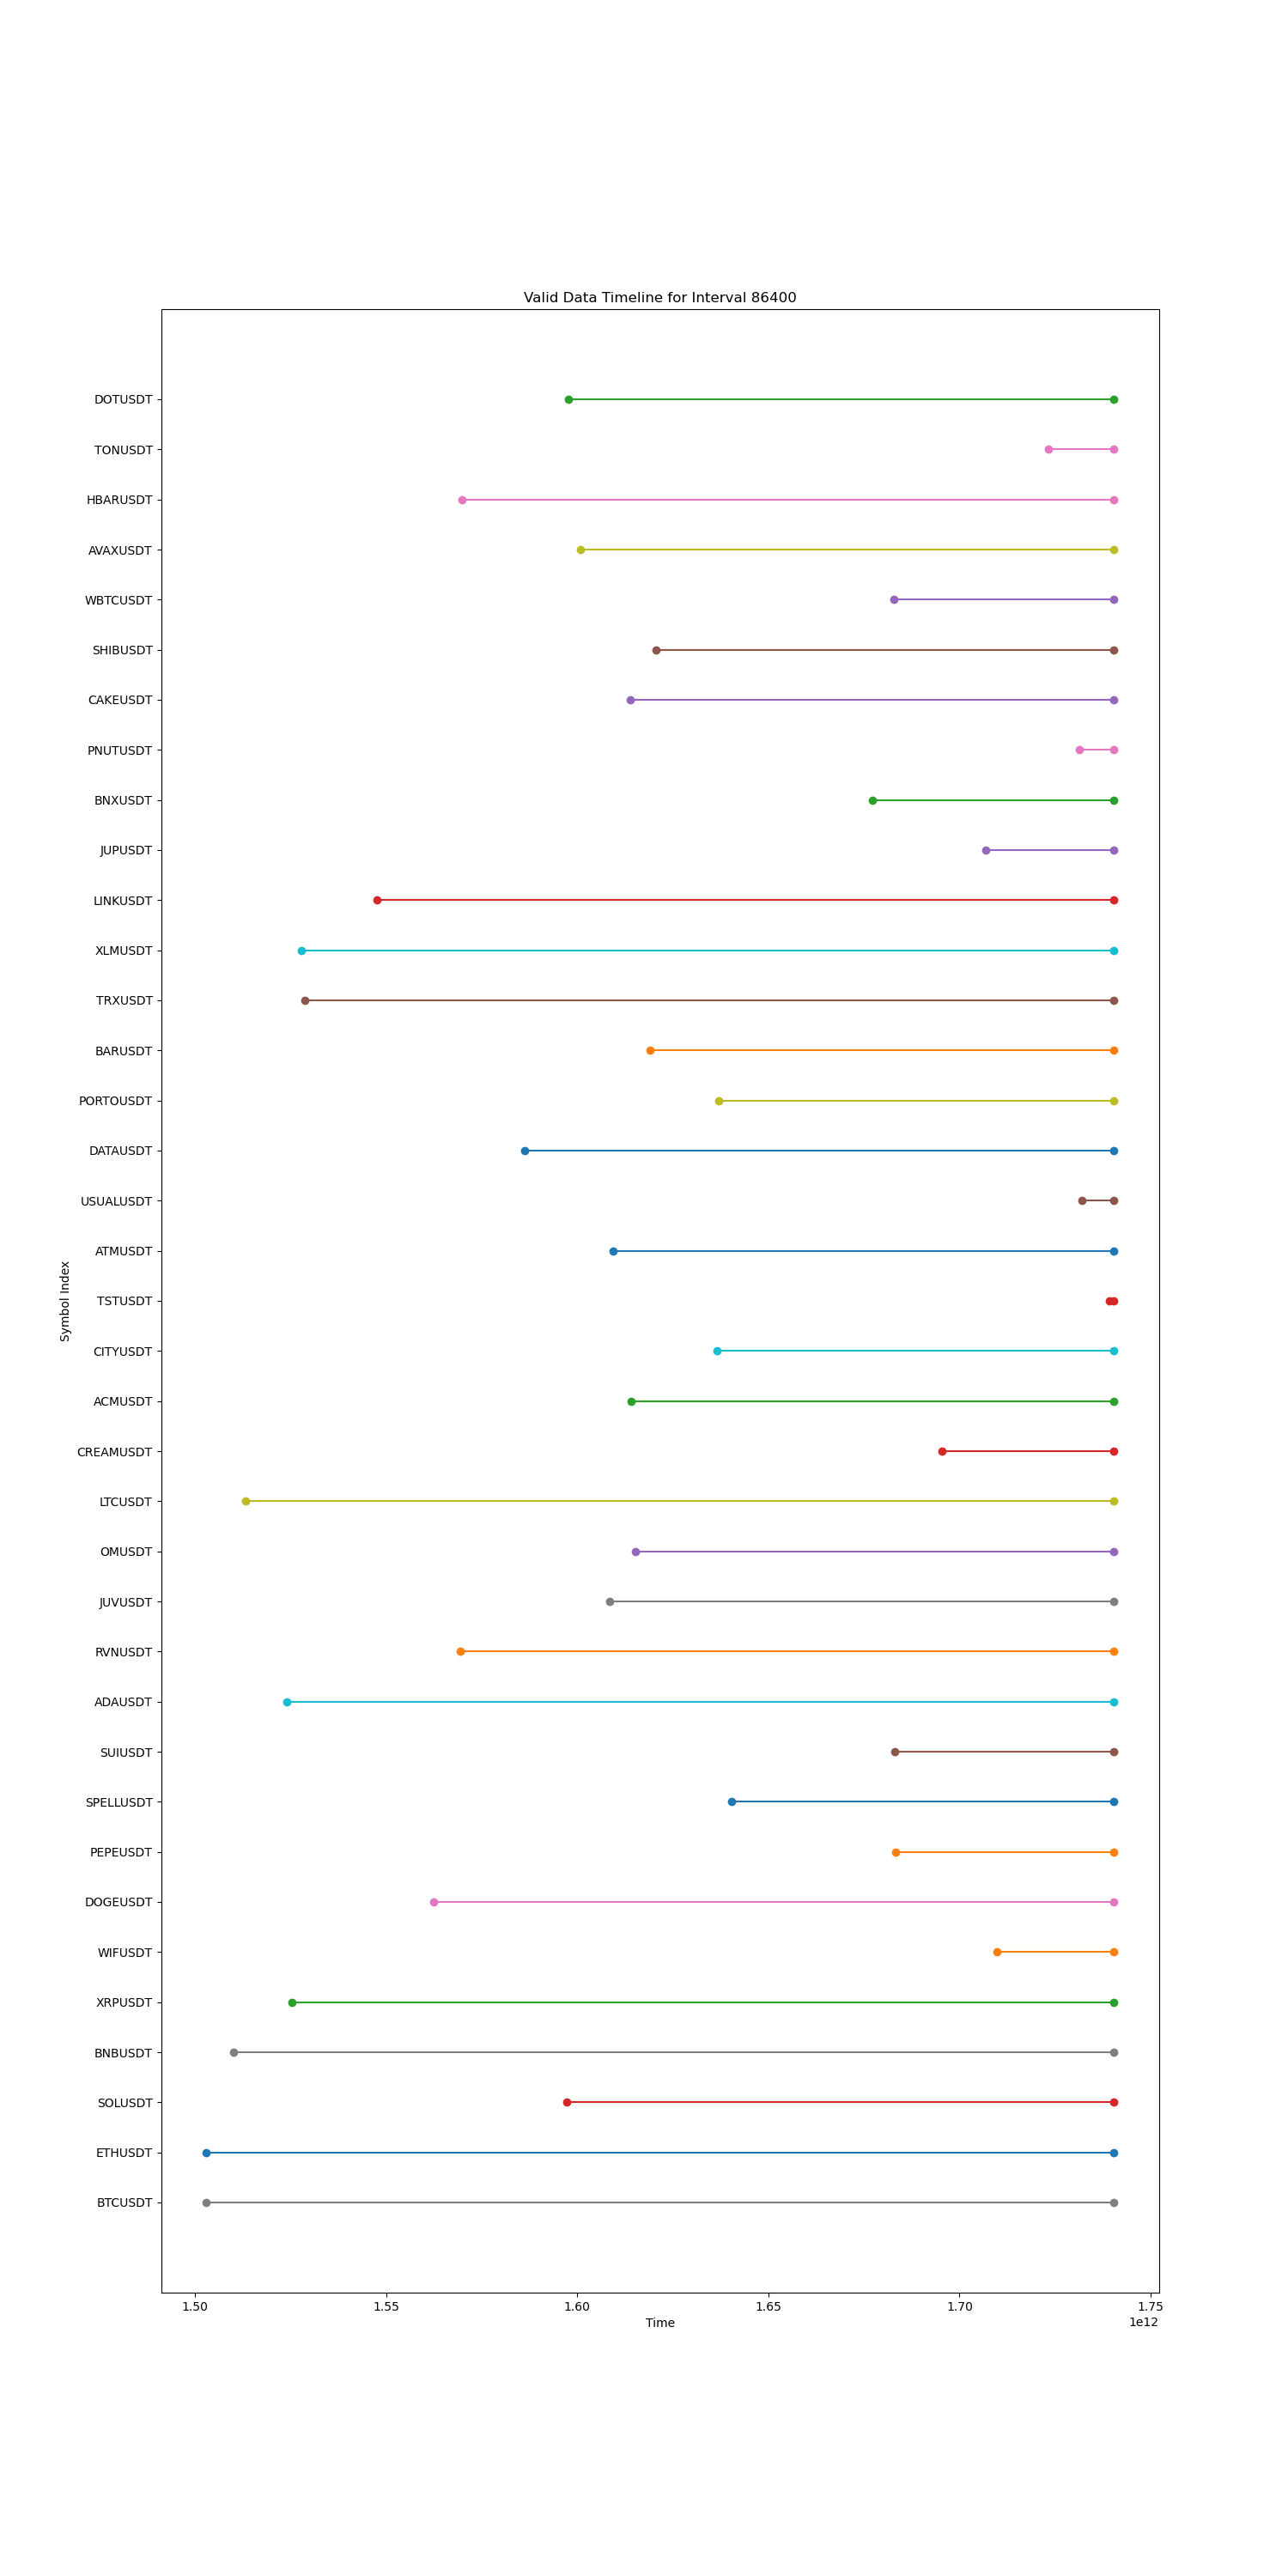 Valid Data Timeline for Interval 86400
DOTUSDT
TONUSDT
HBARUSDT
AVAXUSDT
WBTCUSDT
SHIBUSDT
CAKEUSDT
PNUTUSDT
BNXUSDT
JUPUSDT
LINKUSDT
XLMUSDT
TRXUSDT
BARUSDT
PORTOUSDT
DATAUSDT
USUALUSDT
ATMUSDT
Symbol Index
TSTUSDT
CITYUSDT
ACMUSDT
CREAMUSDT
LTCUSDT
OMUSDT
JUVUSDT
RVNUSDT
ADAUSDT
SUIUSDT
SPELLUSDT
PEPEUSDT
DOGEUSDT
WIFUSDT
XRPUSDT
BNBUSDT
SOLUSDT
ETHUSDT
BTCUSDT
1.50 1.55 1.60 1.65 1.70 1.75
Time
1e12